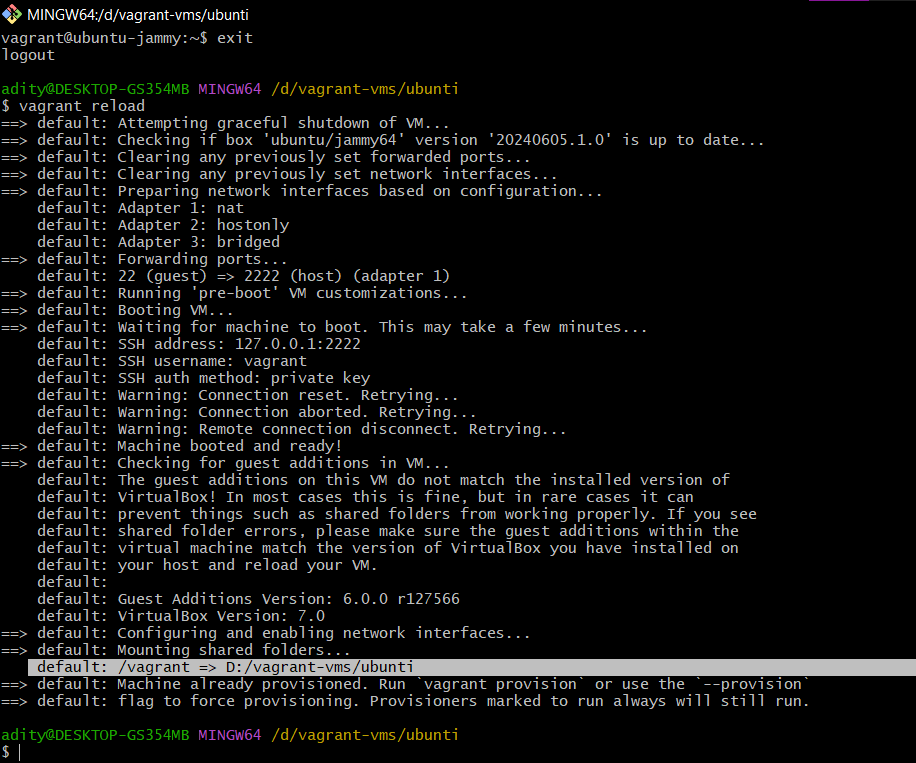 MINGW64:/d/vagrant-vms/ubunti
vagrant@ubuntu-jammy:~$ exit
logout
adity@DESKTOP-GS354MB MINGW64 /d/vagrant-vms/ubunti
$ vagrant reload
==> default: Attempting graceful shutdown of VM...
==> default: Checking if box 'ubuntu/jammy64' version '20240605.1.0' is up to date...
==> default: Clearing any previously set forwarded ports...
==> default: Clearing any previously set network interfaces...
==> default: Preparing network interfaces based on configuration...
    default: Adapter 1: nat
    default: Adapter 2: hostonly
    default: Adapter 3: bridged
==> default: Forwarding ports...
    default: 22 (guest) => 2222 (host) (adapter 1)
==> default: Running 'pre-boot' VM customizations...
==> default: Booting VM...
==> default: Waiting for machine to boot. This may take a few minutes...
    default: SSH address: 127.0.0.1:2222
    default: SSH username: vagrant
    default: SSH auth method: private key
    default: Warning: Connection reset. Retrying...
    default: Warning: Connection aborted. Retrying...
    default: Warning: Remote connection disconnect. Retrying...
==> default: Machine booted and ready!
==> default: Checking for guest additions in VM...
    default: The guest additions on this VM do not match the installed version of
    default: VirtualBox! In most cases this is fine, but in rare cases it can
    default: prevent things such as shared folders from working properly. If you see
    default: shared folder errors, please make sure the guest additions within the
    default: virtual machine match the version of VirtualBox you have installed on
    default: your host and reload your VM.
    default:
    default: Guest Additions Version: 6.0.0 r127566
    default: VirtualBox Version: 7.0
==> default: Configuring and enabling network interfaces...
==> default: Mounting shared folders...
    default: /vagrant => D:/vagrant-vms/ubunti
==> default: Machine already provisioned. Run `vagrant provision` or use the `--provision`
==> default: flag to force provisioning. Provisioners marked to run always will still run.
adity@DESKTOP-GS354MB MINGW64 /d/vagrant-vms/ubunti
$